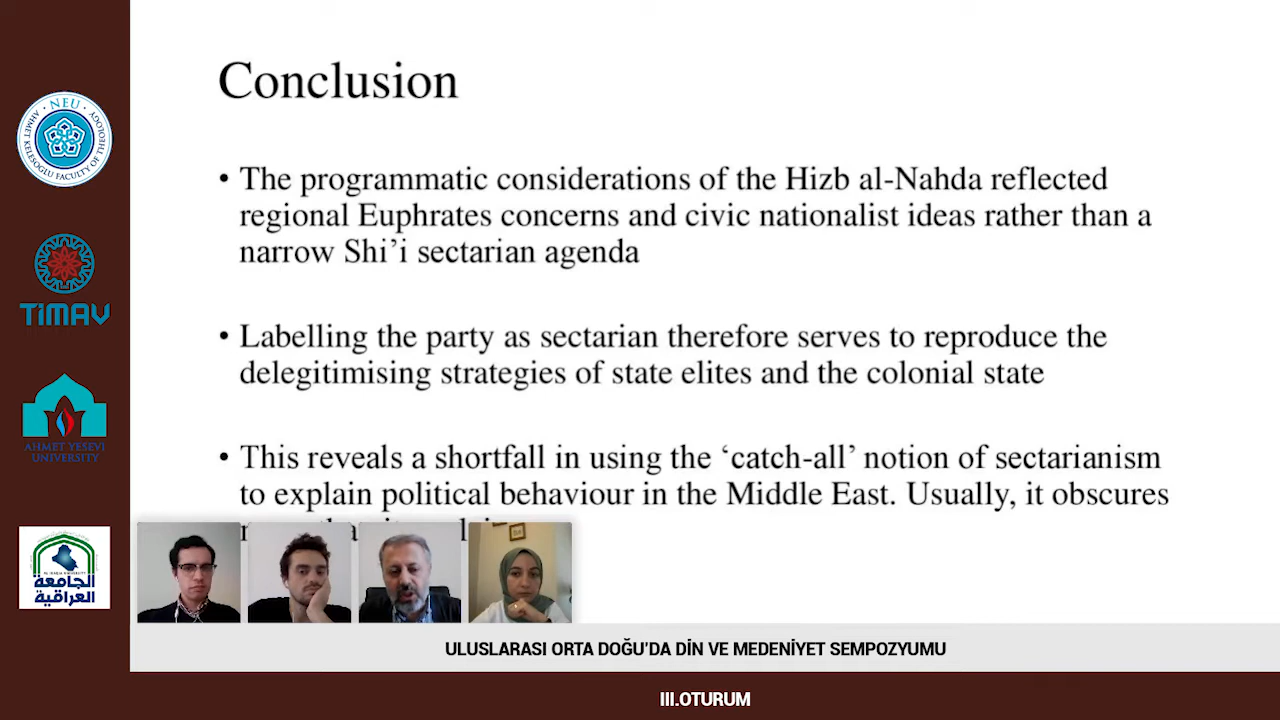 Conclusion
• The programmatic considerations of the Hizb al-Nahda reflected
regional Euphrates concerns and civic nationalist ideas rather than a
narrow Shi’i sectarian agenda
• Labelling the party as sectarian therefore serves to reproduce the
delegitimising strategies of state elites and the colonial state
• This reveals a shortfall in using the ‘catch-all’ notion of sectarianism
to explain political behaviour in the Middle East. Usually, it obscures
NEU
AHMET KELEŞOĞLU FACULTY OF THEOLOGY
TİMAV
AHMET YESEVI
UNIVERSITY
الجامعة
العراقية
ULUSLARASI ORTA DOĞU’DA DİN VE MEDENİYET SEMPOZYUMU
III.OTURUM